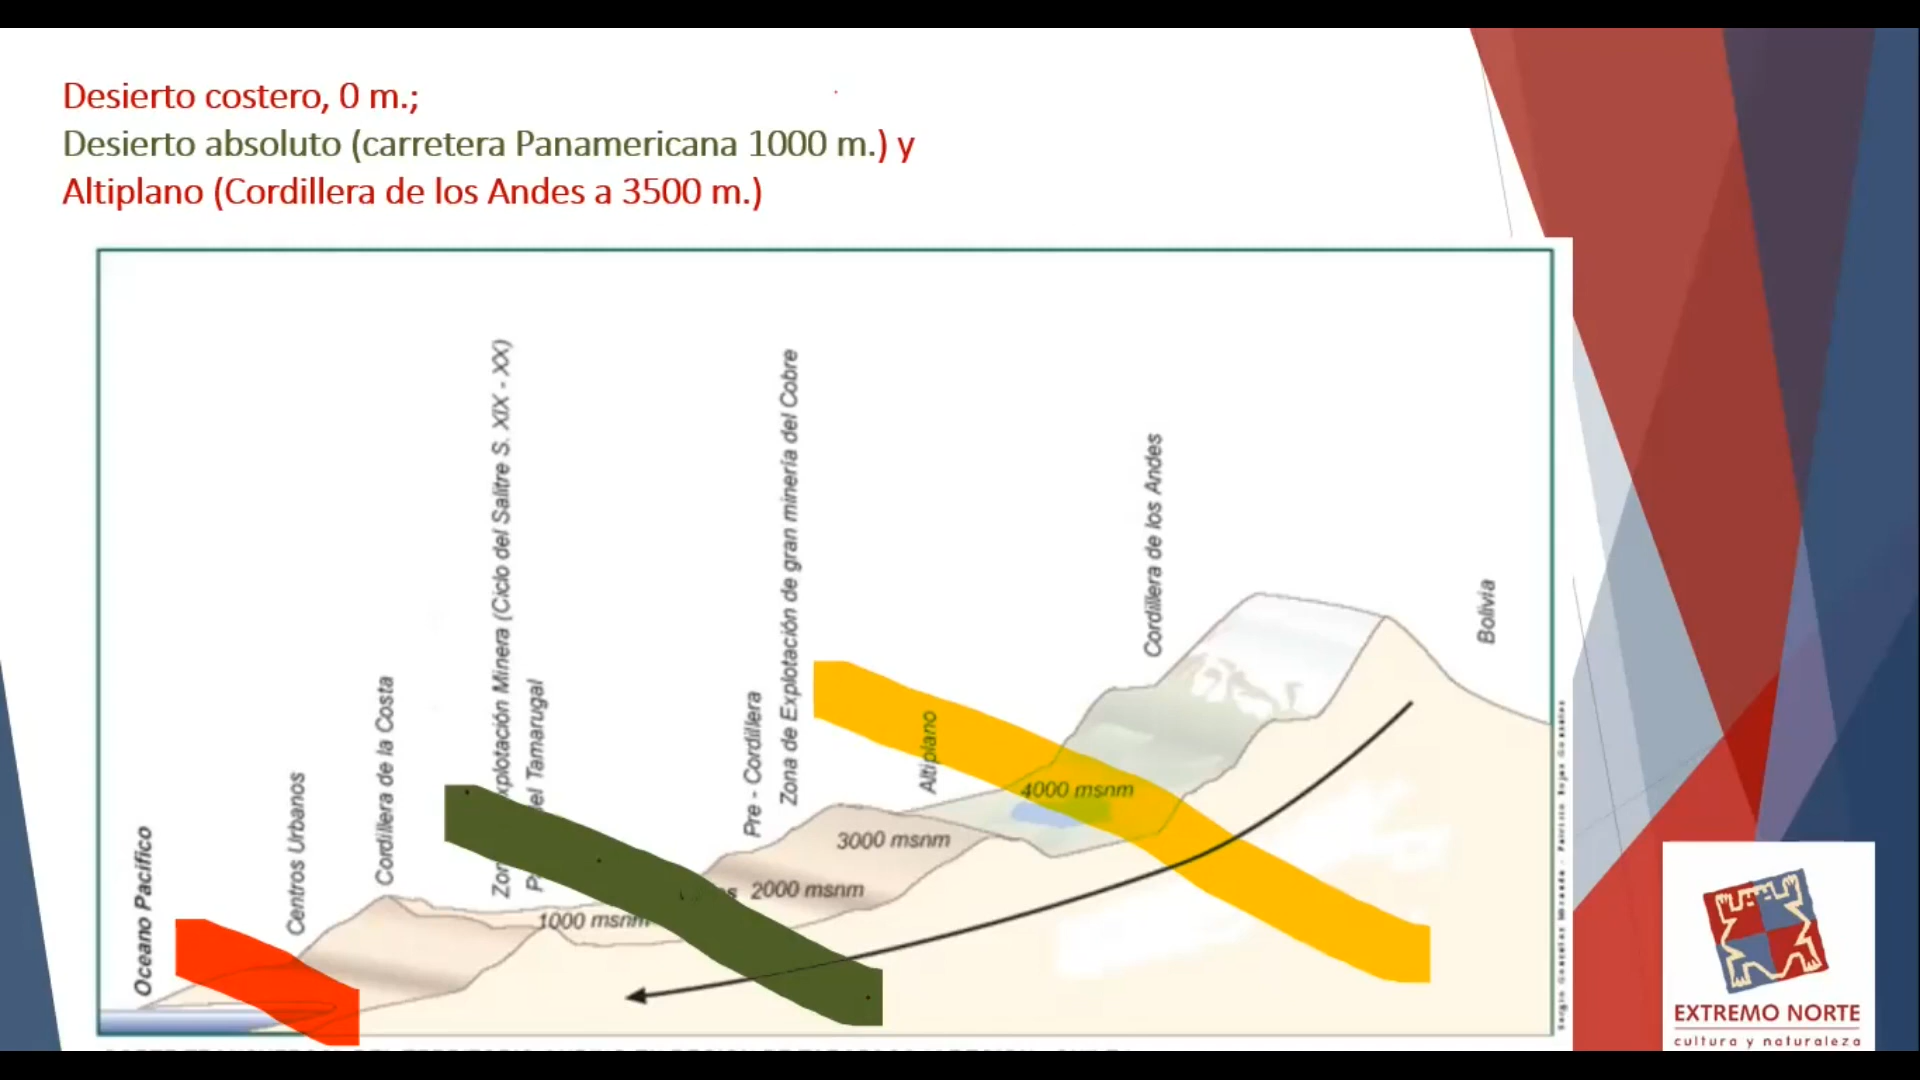 Desierto costero, 0 m.;
Desierto absoluto (carretera Panamericana 1000 m.) y
Altiplano (Cordillera de los Andes a 3500 m.)
Oceano Pacifico
Centros Urbanos
Cordillera de la Costa
Zon xplotación Minera (Ciclo del Salitre S. XIX - XX)
P el Tamarugal
Pre - Cordillera
Zona de Explotación de gran minería del Cobre
Altiplano
Cordillera de los Andes
Bolivia
4000 msnm
3000 msnm
2000 msnm
1000 msnm
EXTREMO NORTE
cultura y naturaleza